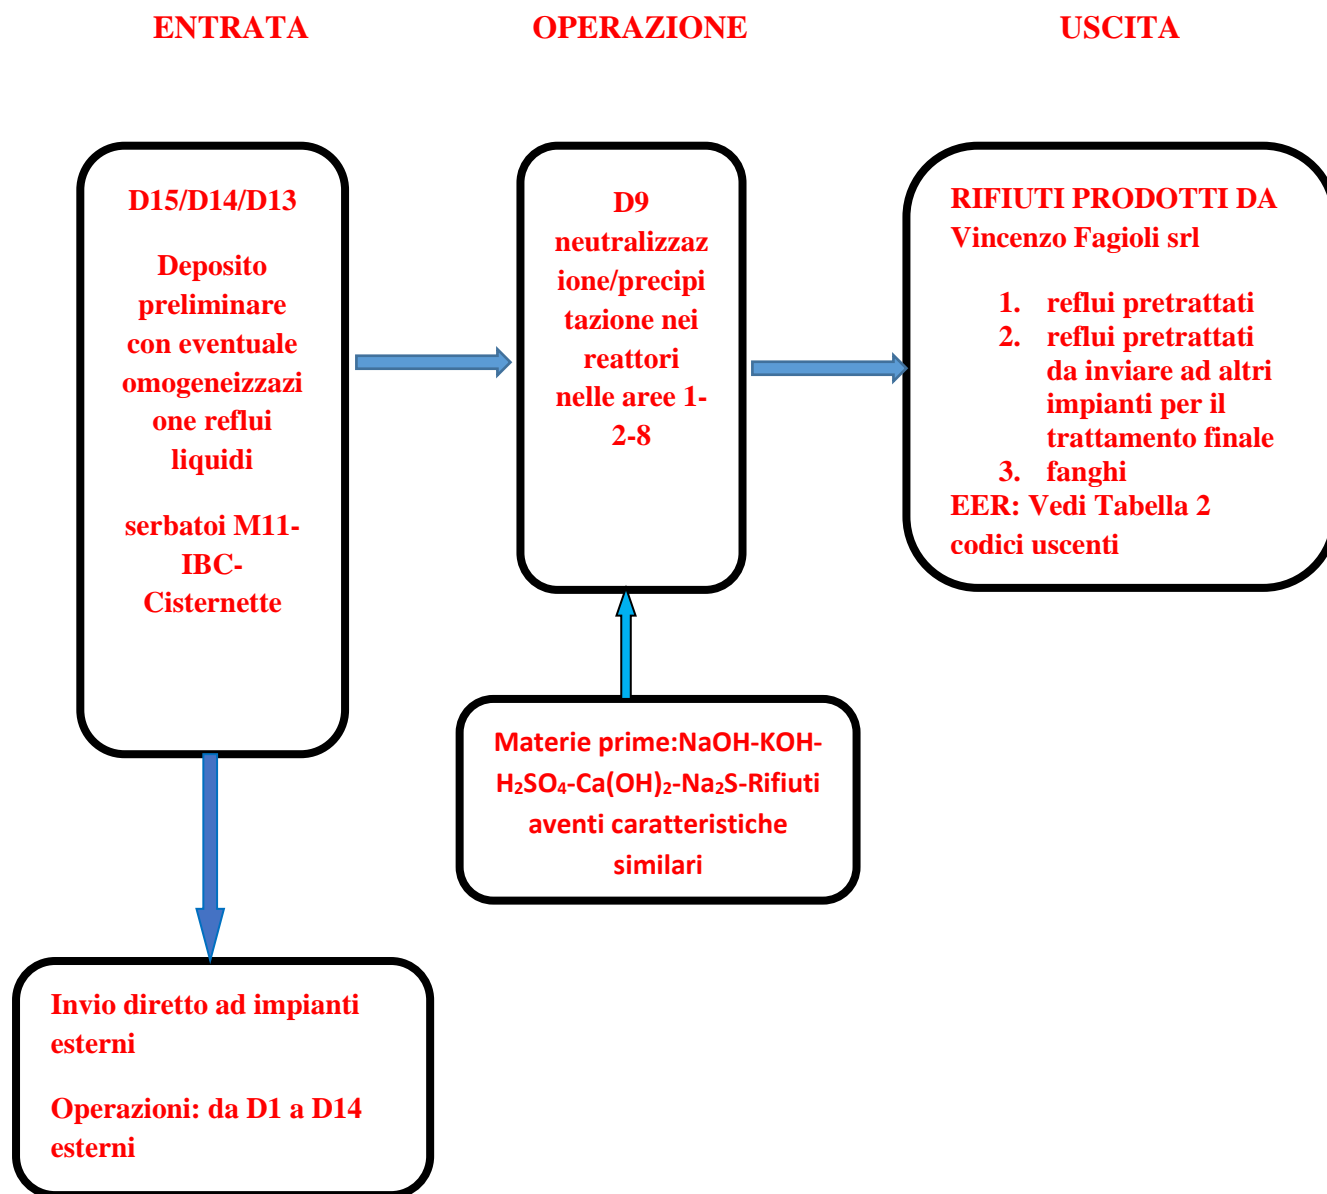 ENTRATA
OPERAZIONE
USCITA
D15/D14/D13
Deposito
preliminare
con eventuale
omogeneizzazi
one reflui
liquidi
serbatoi M11-
IBC-
Cisternette
D9
neutralizzaz
ione/precipi
tazione nei
reattori
nelle aree 1-
2-8
RIFIUTI PRODOTTI DA
Vincenzo Fagioli srl
1. reflui pretrattati
2. reflui pretrattati
da inviare ad altri
impianti per il
trattamento finale
3. fanghi
EER: Vedi Tabella 2
codici uscenti
Materie prime:NaOH-KOH-
H₂SO₄-Ca(OH)₂-Na₂S-Rifiuti
aventi caratteristiche
similari
Invio diretto ad impianti
esterni
Operazioni: da D1 a D14
esterni